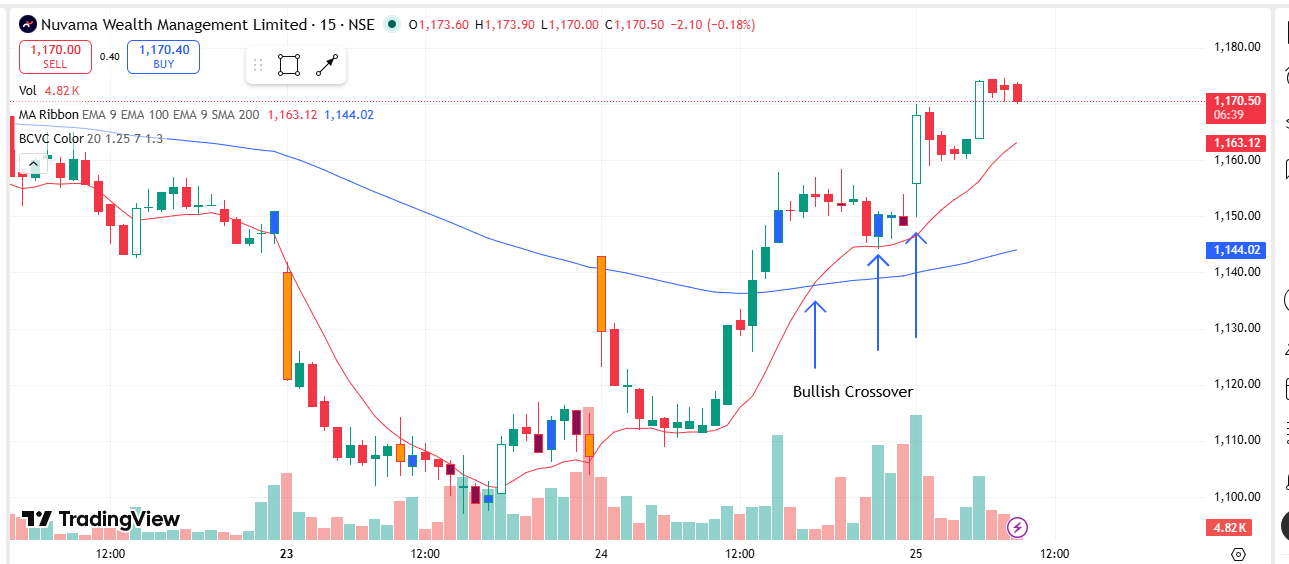 Nuvama Wealth Management Limited · 15 · NSE O1,173.60 H1,173.90 L1,170.00 C1,170.50 −2.10 (−0.18%)
1,170.00
SELL
0.40
1,170.40
BUY
Vol 4.82 K
MA Ribbon EMA 9 EMA 100 EMA 9 SMA 200 1,163.12 1,144.02
BCVC Color 20 1.25 7 1.3
1,180.00
1,170.50
06:39
1,163.12
1,160.00
1,150.00
1,144.02
1,140.00
1,130.00
1,120.00
1,110.00
1,100.00
4.82 K
Bullish Crossover
TradingView
12:00 23 12:00 24 12:00 25 12:00